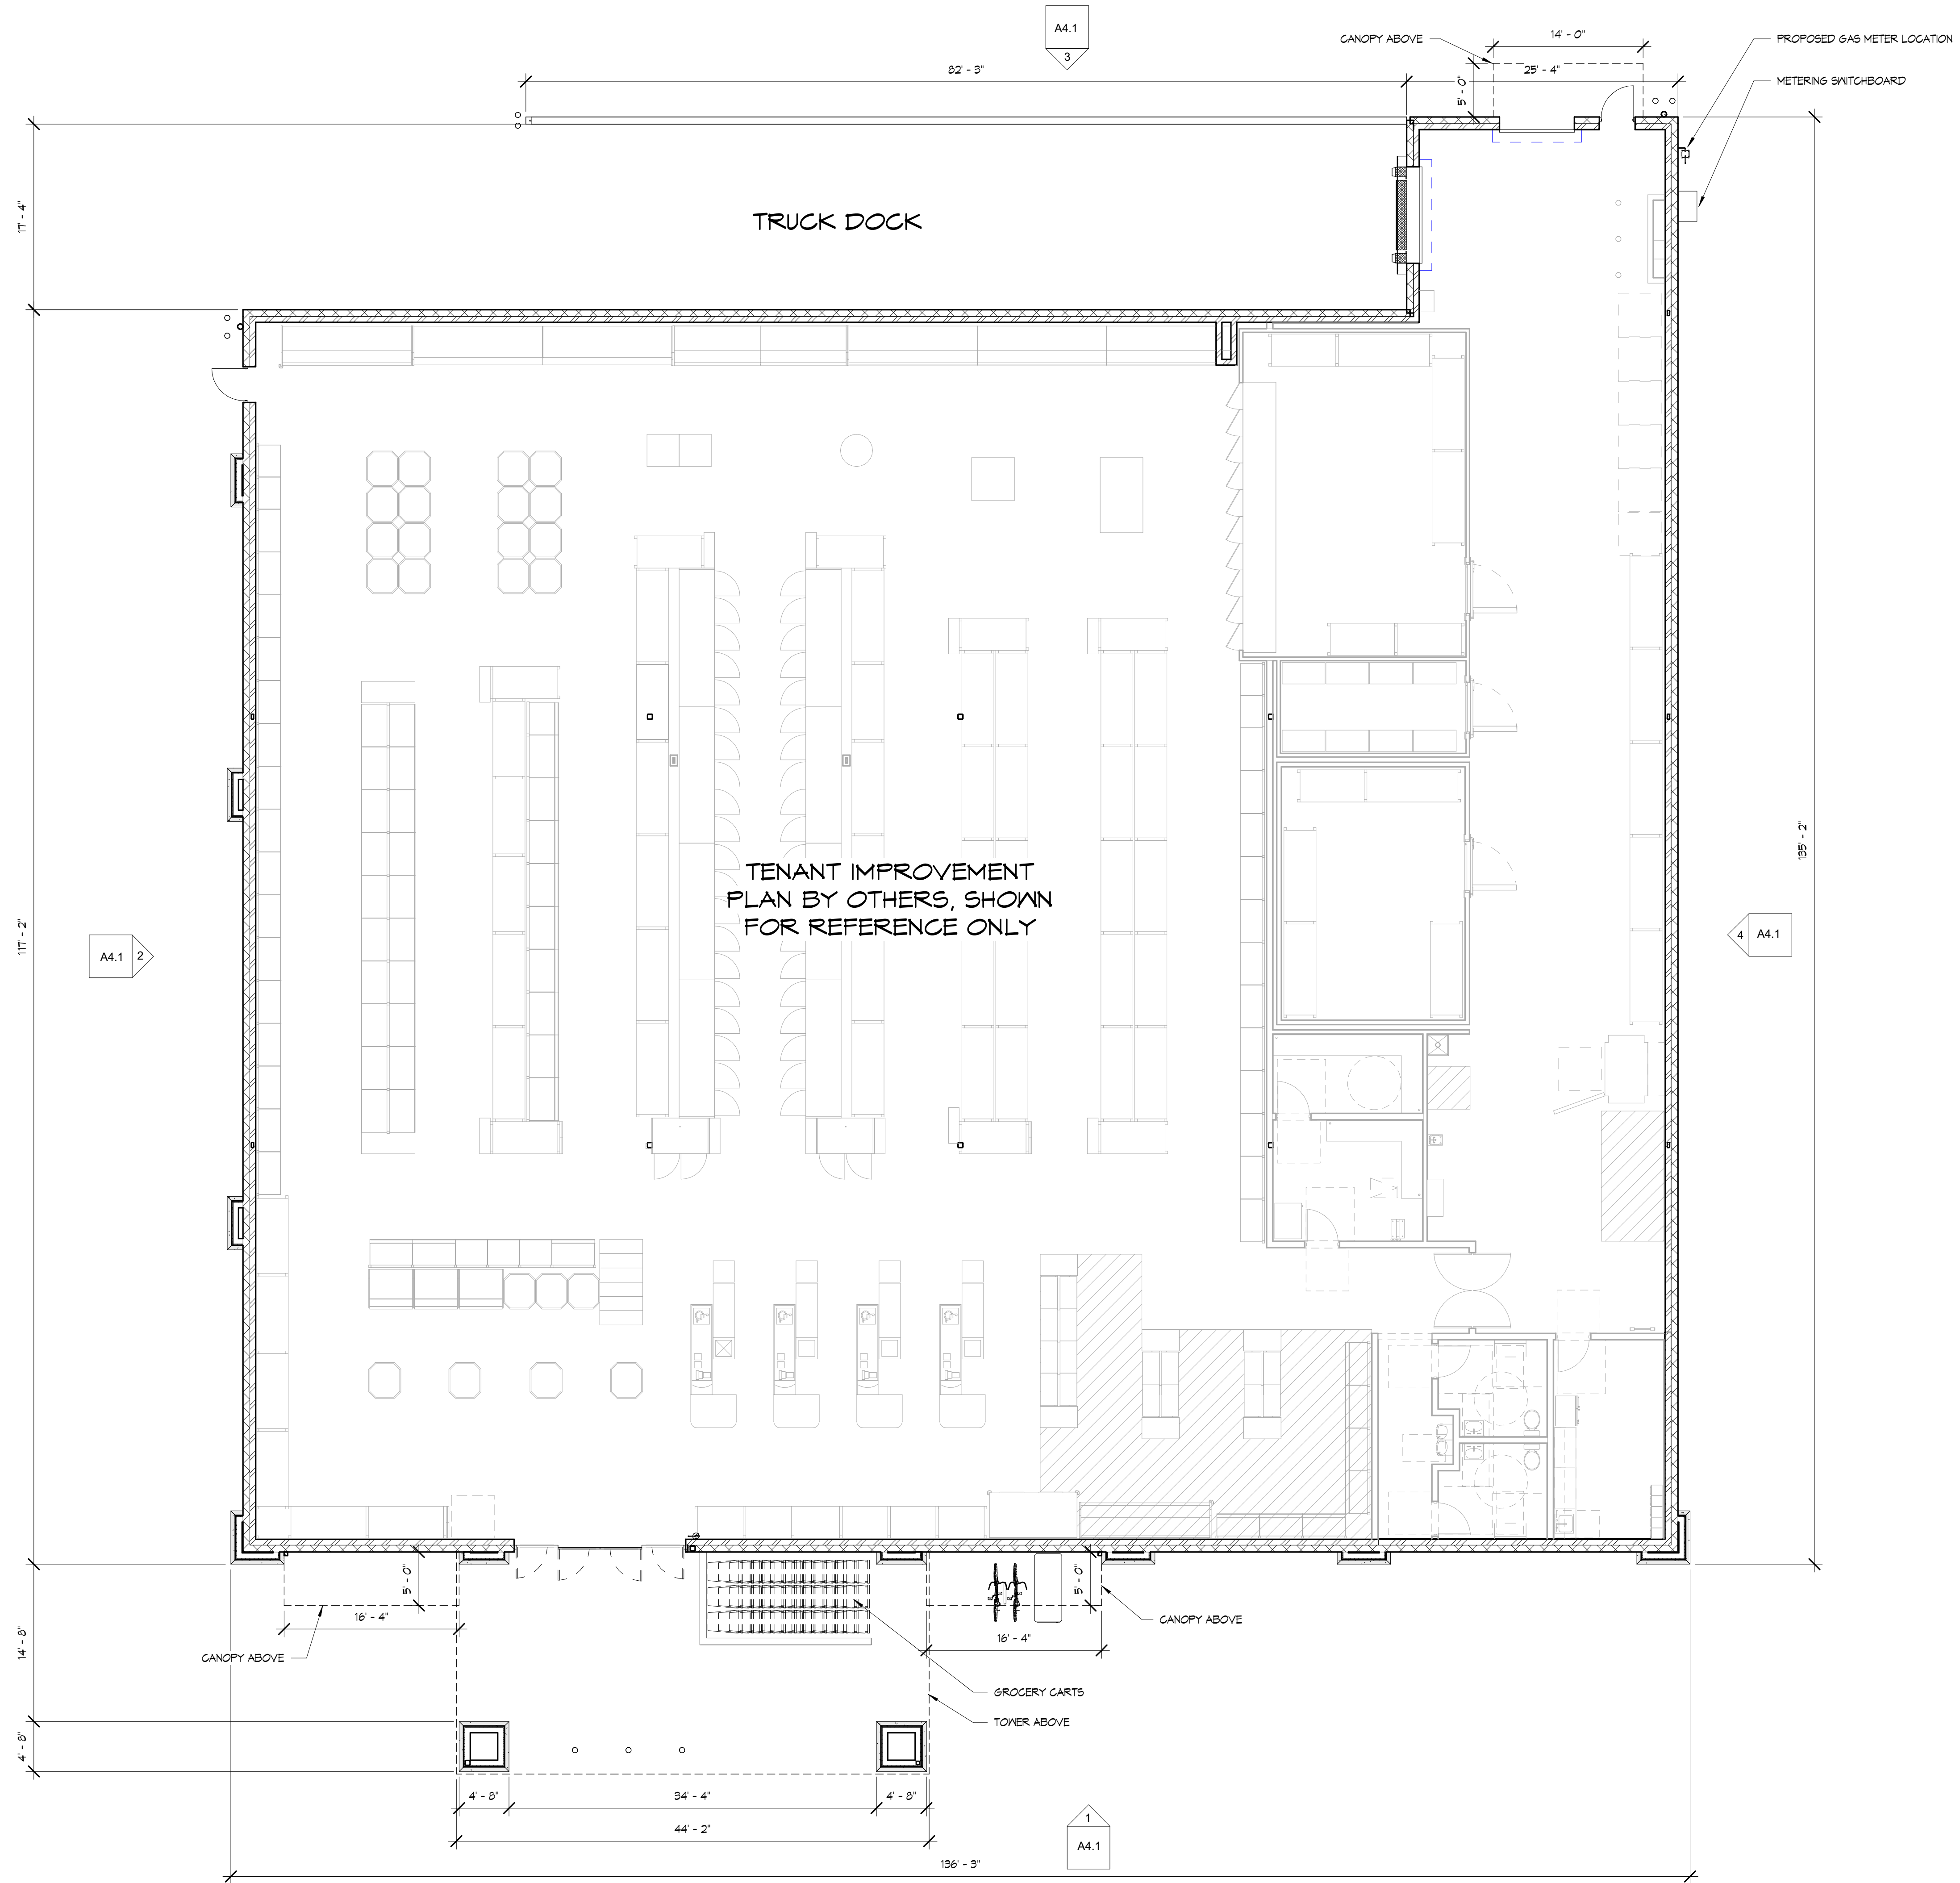 A4.1
3
CANOPY ABOVE
14' - 0"
PROPOSED GAS METER LOCATION
82' - 3"
25' - 4"
METERING SWITCHBOARD
5' - 0"
17' - 4"
TRUCK DOCK
135' - 2"
117' - 2"
TENANT IMPROVEMENT
PLAN BY OTHERS, SHOWN
FOR REFERENCE ONLY
A4.1
2
4
A4.1
5' - 0"
5' - 0"
16' - 4"
CANOPY ABOVE
16' - 4"
CANOPY ABOVE
14' - 8"
GROCERY CARTS
TOWER ABOVE
4' - 8"
4' - 8"
34' - 4"
4' - 8"
44' - 2"
1
A4.1
136' - 3"